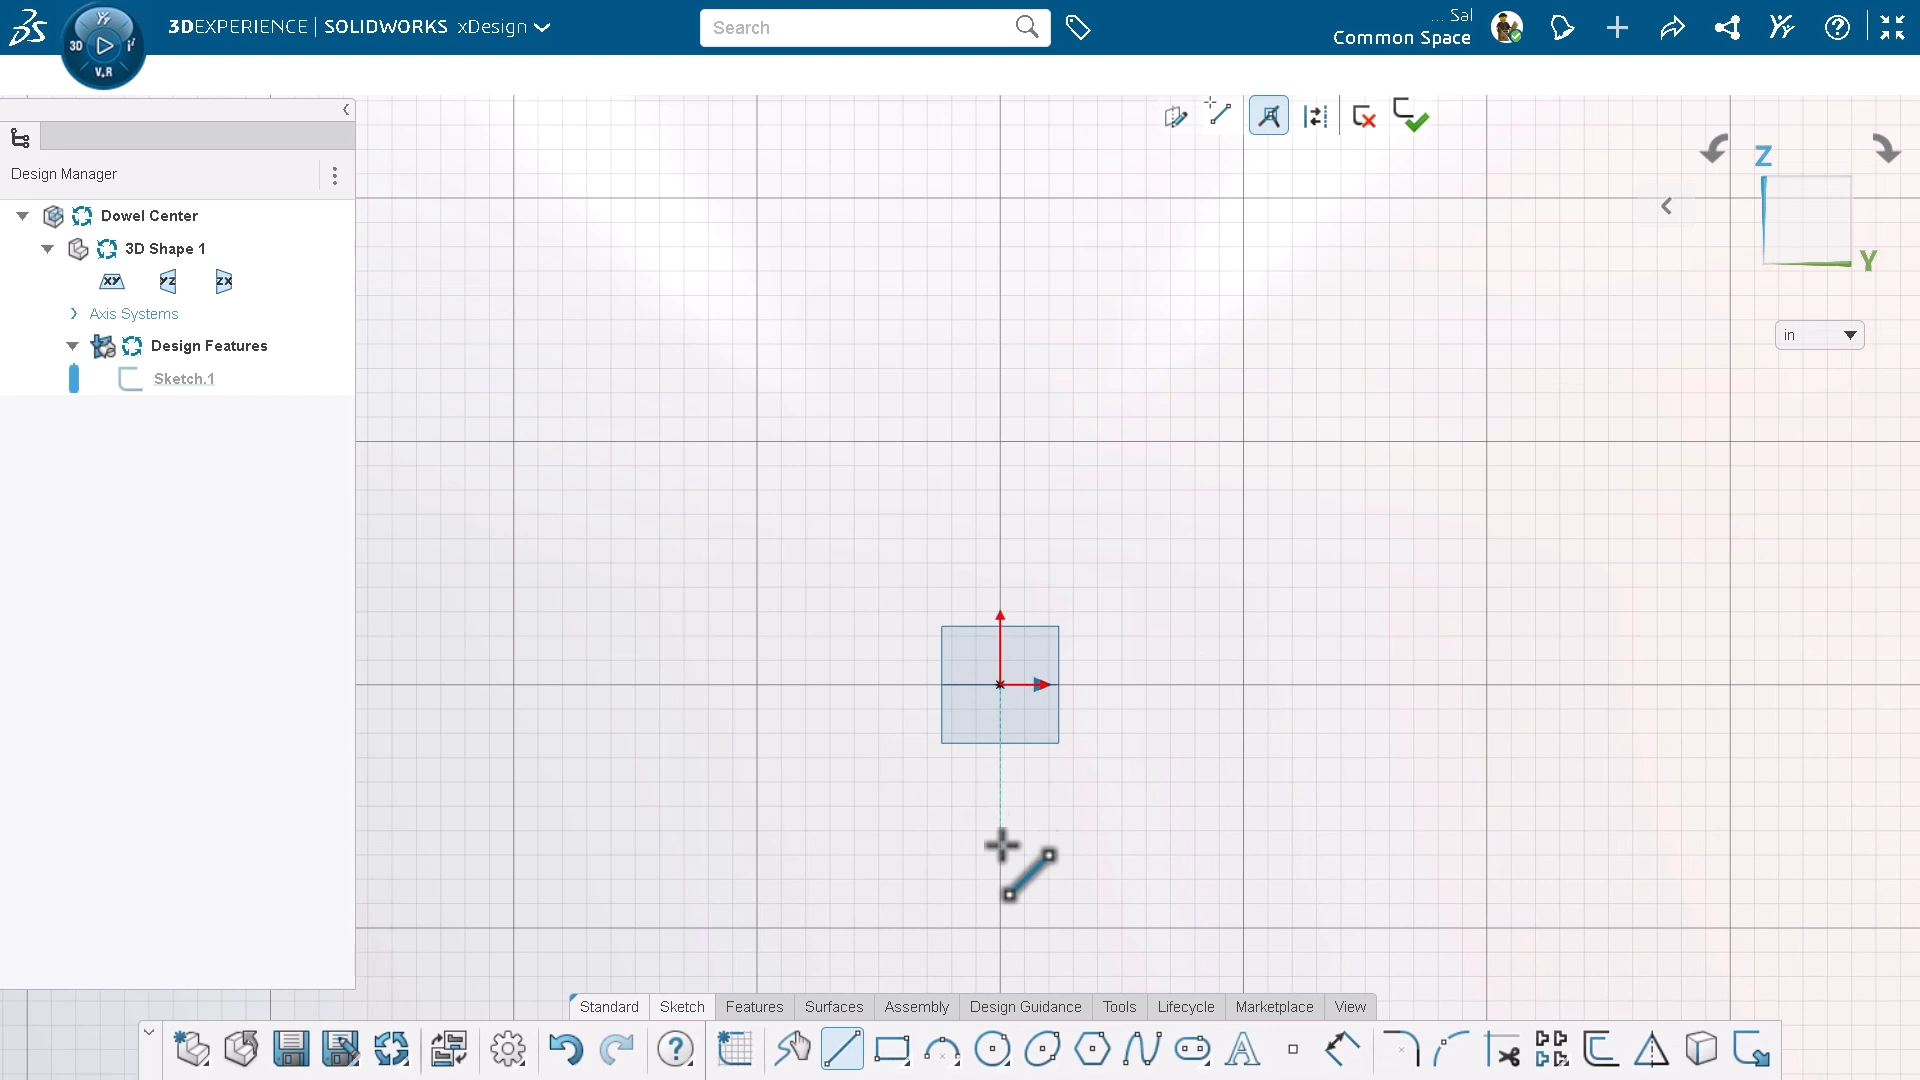 3DEXPERIENCE | SOLIDWORKS xDesign
Search
... Sal
Common Space
3D
V.R
Design Manager
Dowel Center
3D Shape 1
XY YZ ZX
Axis Systems
Design Features
Sketch.1
Z
Y
in
Standard Sketch Features Surfaces Assembly Design Guidance Tools Lifecycle Marketplace View